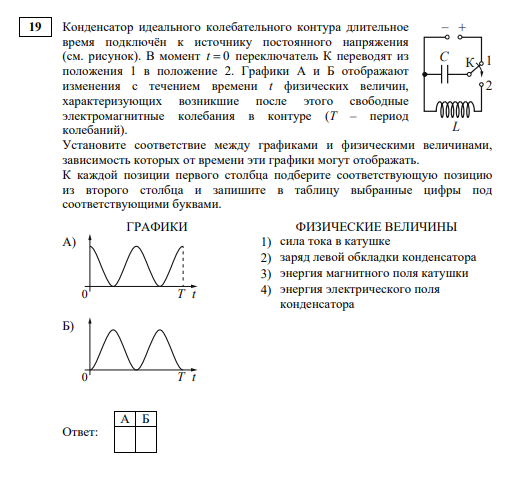 19
Конденсатор идеального колебательного контура длительное
время подключён к источнику постоянного напряжения
(см. рисунок). В момент t = 0 переключатель К переводят из
положения 1 в положение 2. Графики А и Б отображают
изменения с течением времени t физических величин,
характеризующих возникшие после этого свободные
электромагнитные колебания в контуре (T – период
колебаний).
– +
C
К
1
2
L
Установите соответствие между графиками и физическими величинами,
зависимость которых от времени эти графики могут отображать.
К каждой позиции первого столбца подберите соответствующую позицию
из второго столбца и запишите в таблицу выбранные цифры под
соответствующими буквами.
ГРАФИКИ
А)
0 T t
Б)
0 T t
ФИЗИЧЕСКИЕ ВЕЛИЧИНЫ
1) сила тока в катушке
2) заряд левой обкладки конденсатора
3) энергия магнитного поля катушки
4) энергия электрического поля
конденсатора
Ответ:
А Б